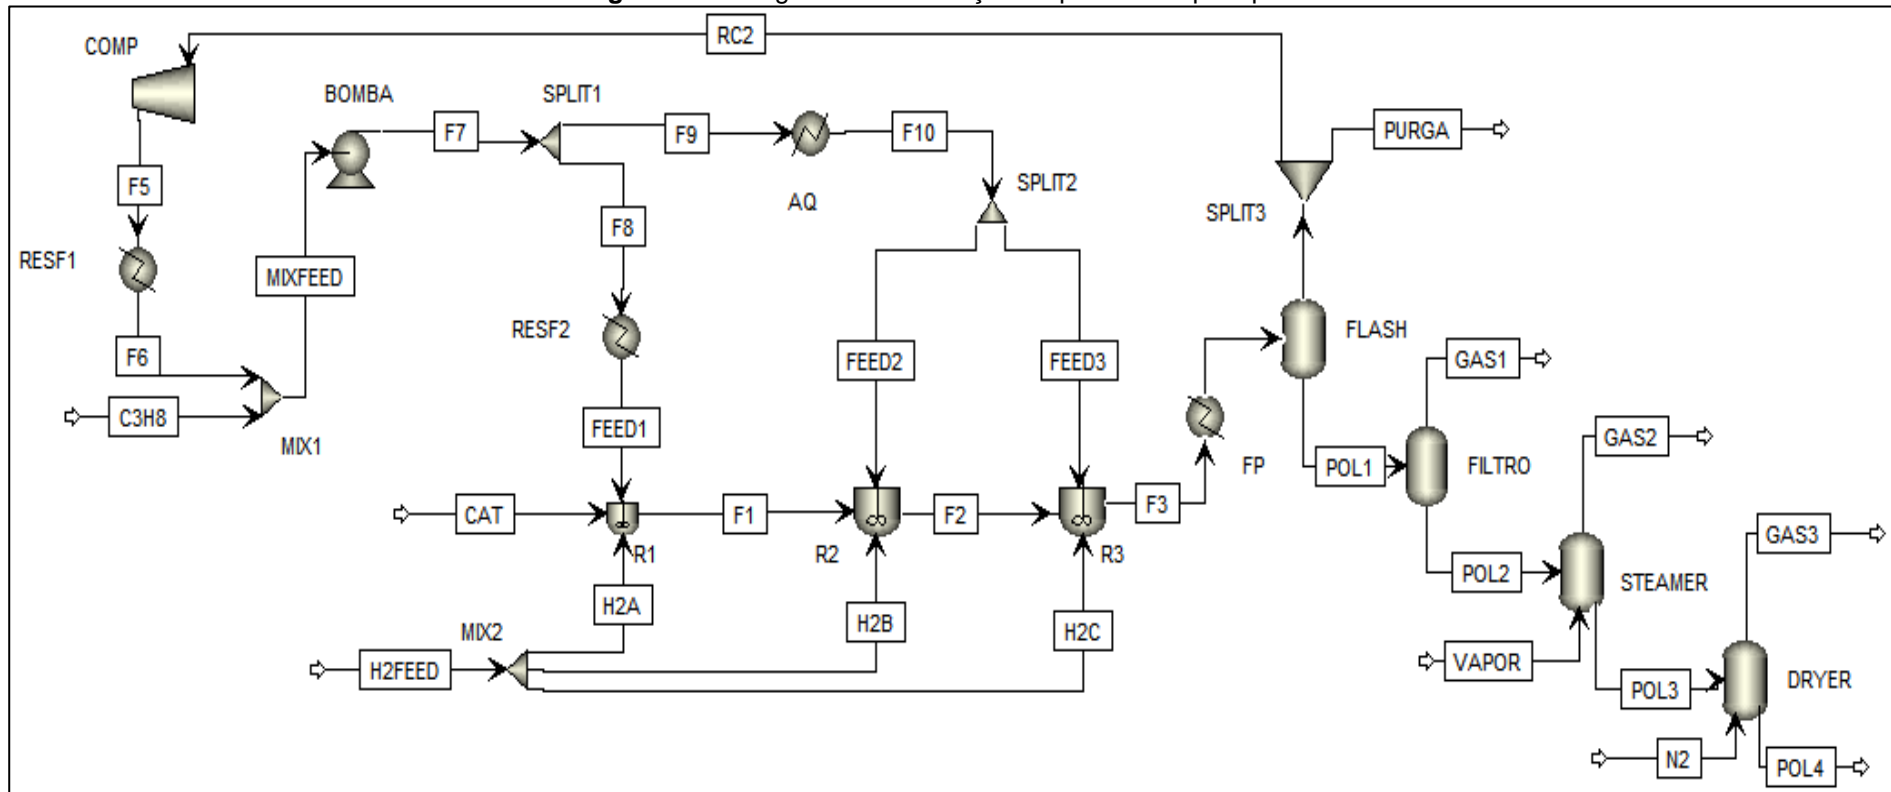 RC2
COMP
BOMBA
SPLIT1
F7
F9
F10
PURGA
F5
SPLIT2
AQ
SPLIT3
F8
RESF1
MIXFEED
RESF2
FLASH
F6
FEED2
FEED3
GAS1
C3H8
FEED1
MIX1
GAS2
FP
POL1
FILTRO
CAT
F1
F2
F3
R1
R2
R3
GAS3
POL2
STEAMER
H2A
H2B
H2C
MIX2
H2FEED
VAPOR
POL3
DRYER
N2
POL4